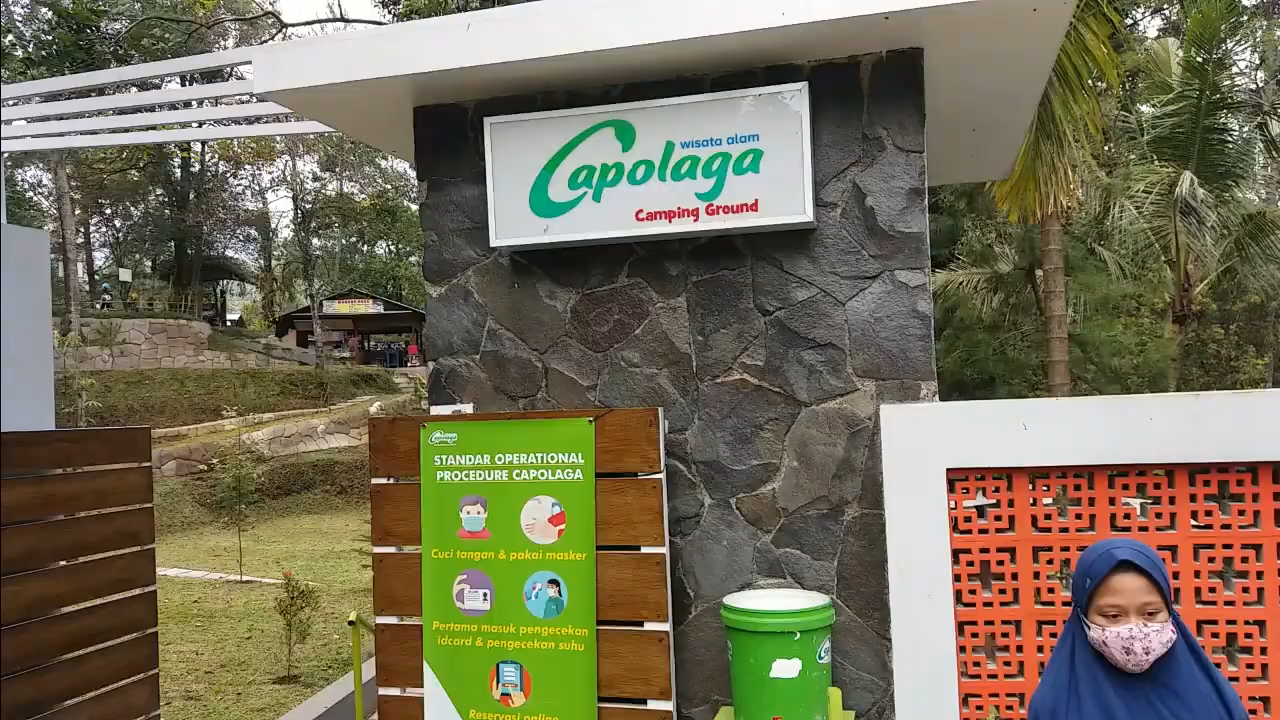 wisata alam
Capolaga
Camping Ground
Capolaga
STANDAR OPERATIONAL
PROCEDURE CAPOLAGA
Cuci tangan & pakai masker
Pertama masuk pengecekan
idcard & pengecekan suhu
Reservasi online